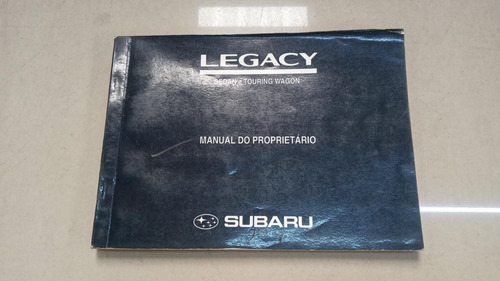 LEGACY
SEDAN e TOURING WAGON
MANUAL DO PROPRIETÁRIO
SUBARU